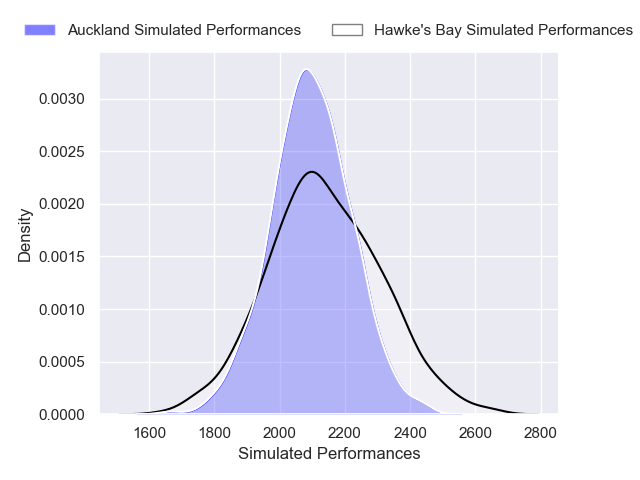 Auckland Simulated Performances
Hawke's Bay Simulated Performances
0.0030
0.0025
0.0020
0.0015
0.0010
0.0005
0.0000
Density
1600 1800 2000 2200 2400 2600 2800
Simulated Performances